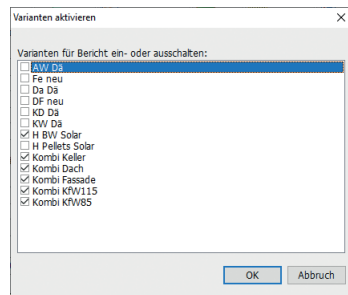 Varianten aktivieren
Varianten für Bericht ein- oder ausschalten:
AW Dä
Fe neu
Da Dä
DF neu
KD Dä
KW Dä
H BW Solar
H Pellets Solar
Kombi Keller
Kombi Dach
Kombi Fassade
Kombi KfW115
Kombi KfW85
OK Abbruch